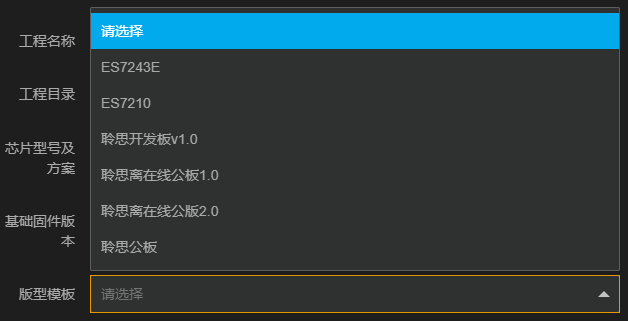 请选择
工程名称
ES7243E
工程目录
ES7210
聆思开发板v1.0
芯片型号及
方案
聆思离在线公板1.0
聆思离在线公版2.0
基础固件版
本
聆思公板
版型模板
请选择